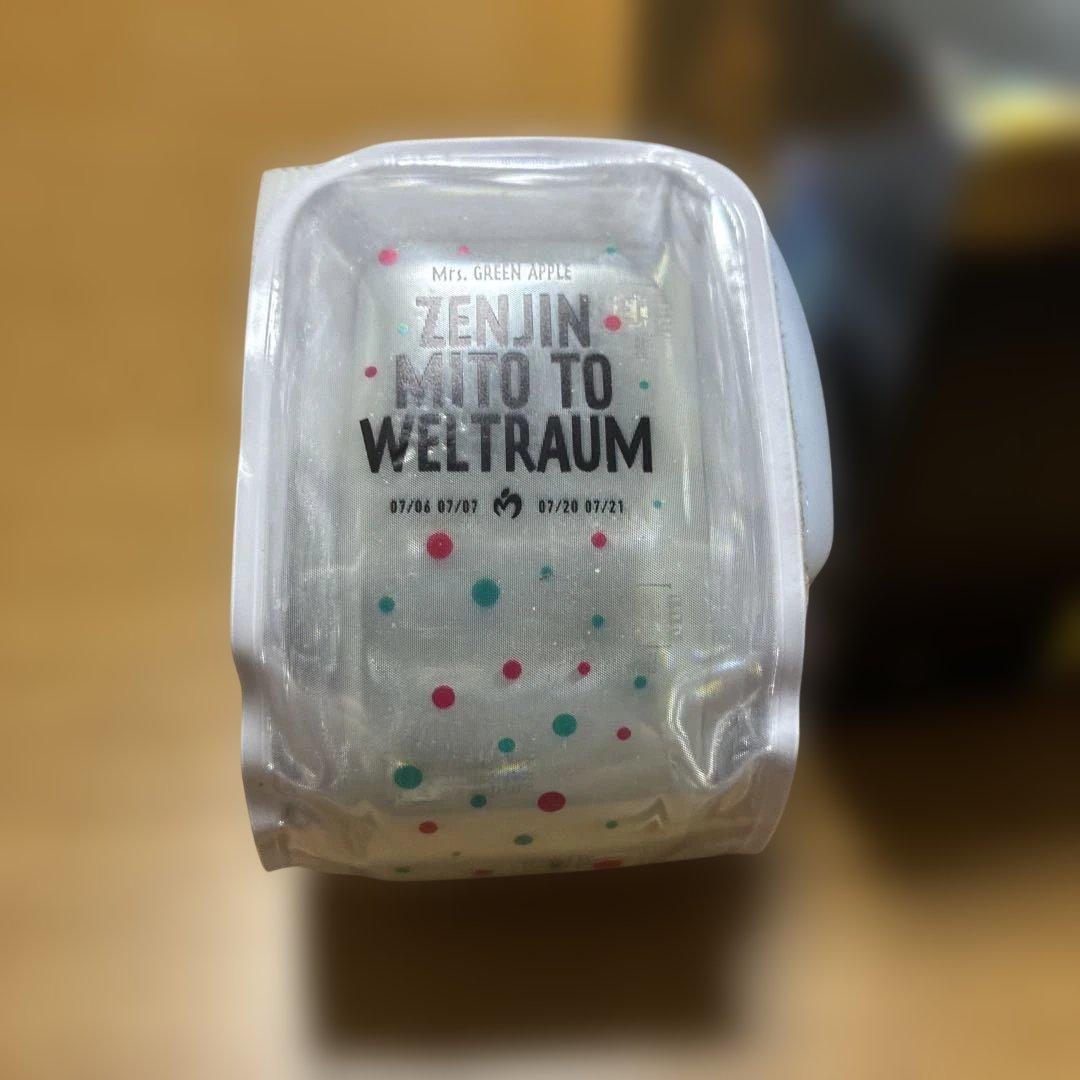 Mrs. GREEN APPLE
ZENJIN
MITO TO
WELTRAUM
07/06 07/07 07/20 07/21